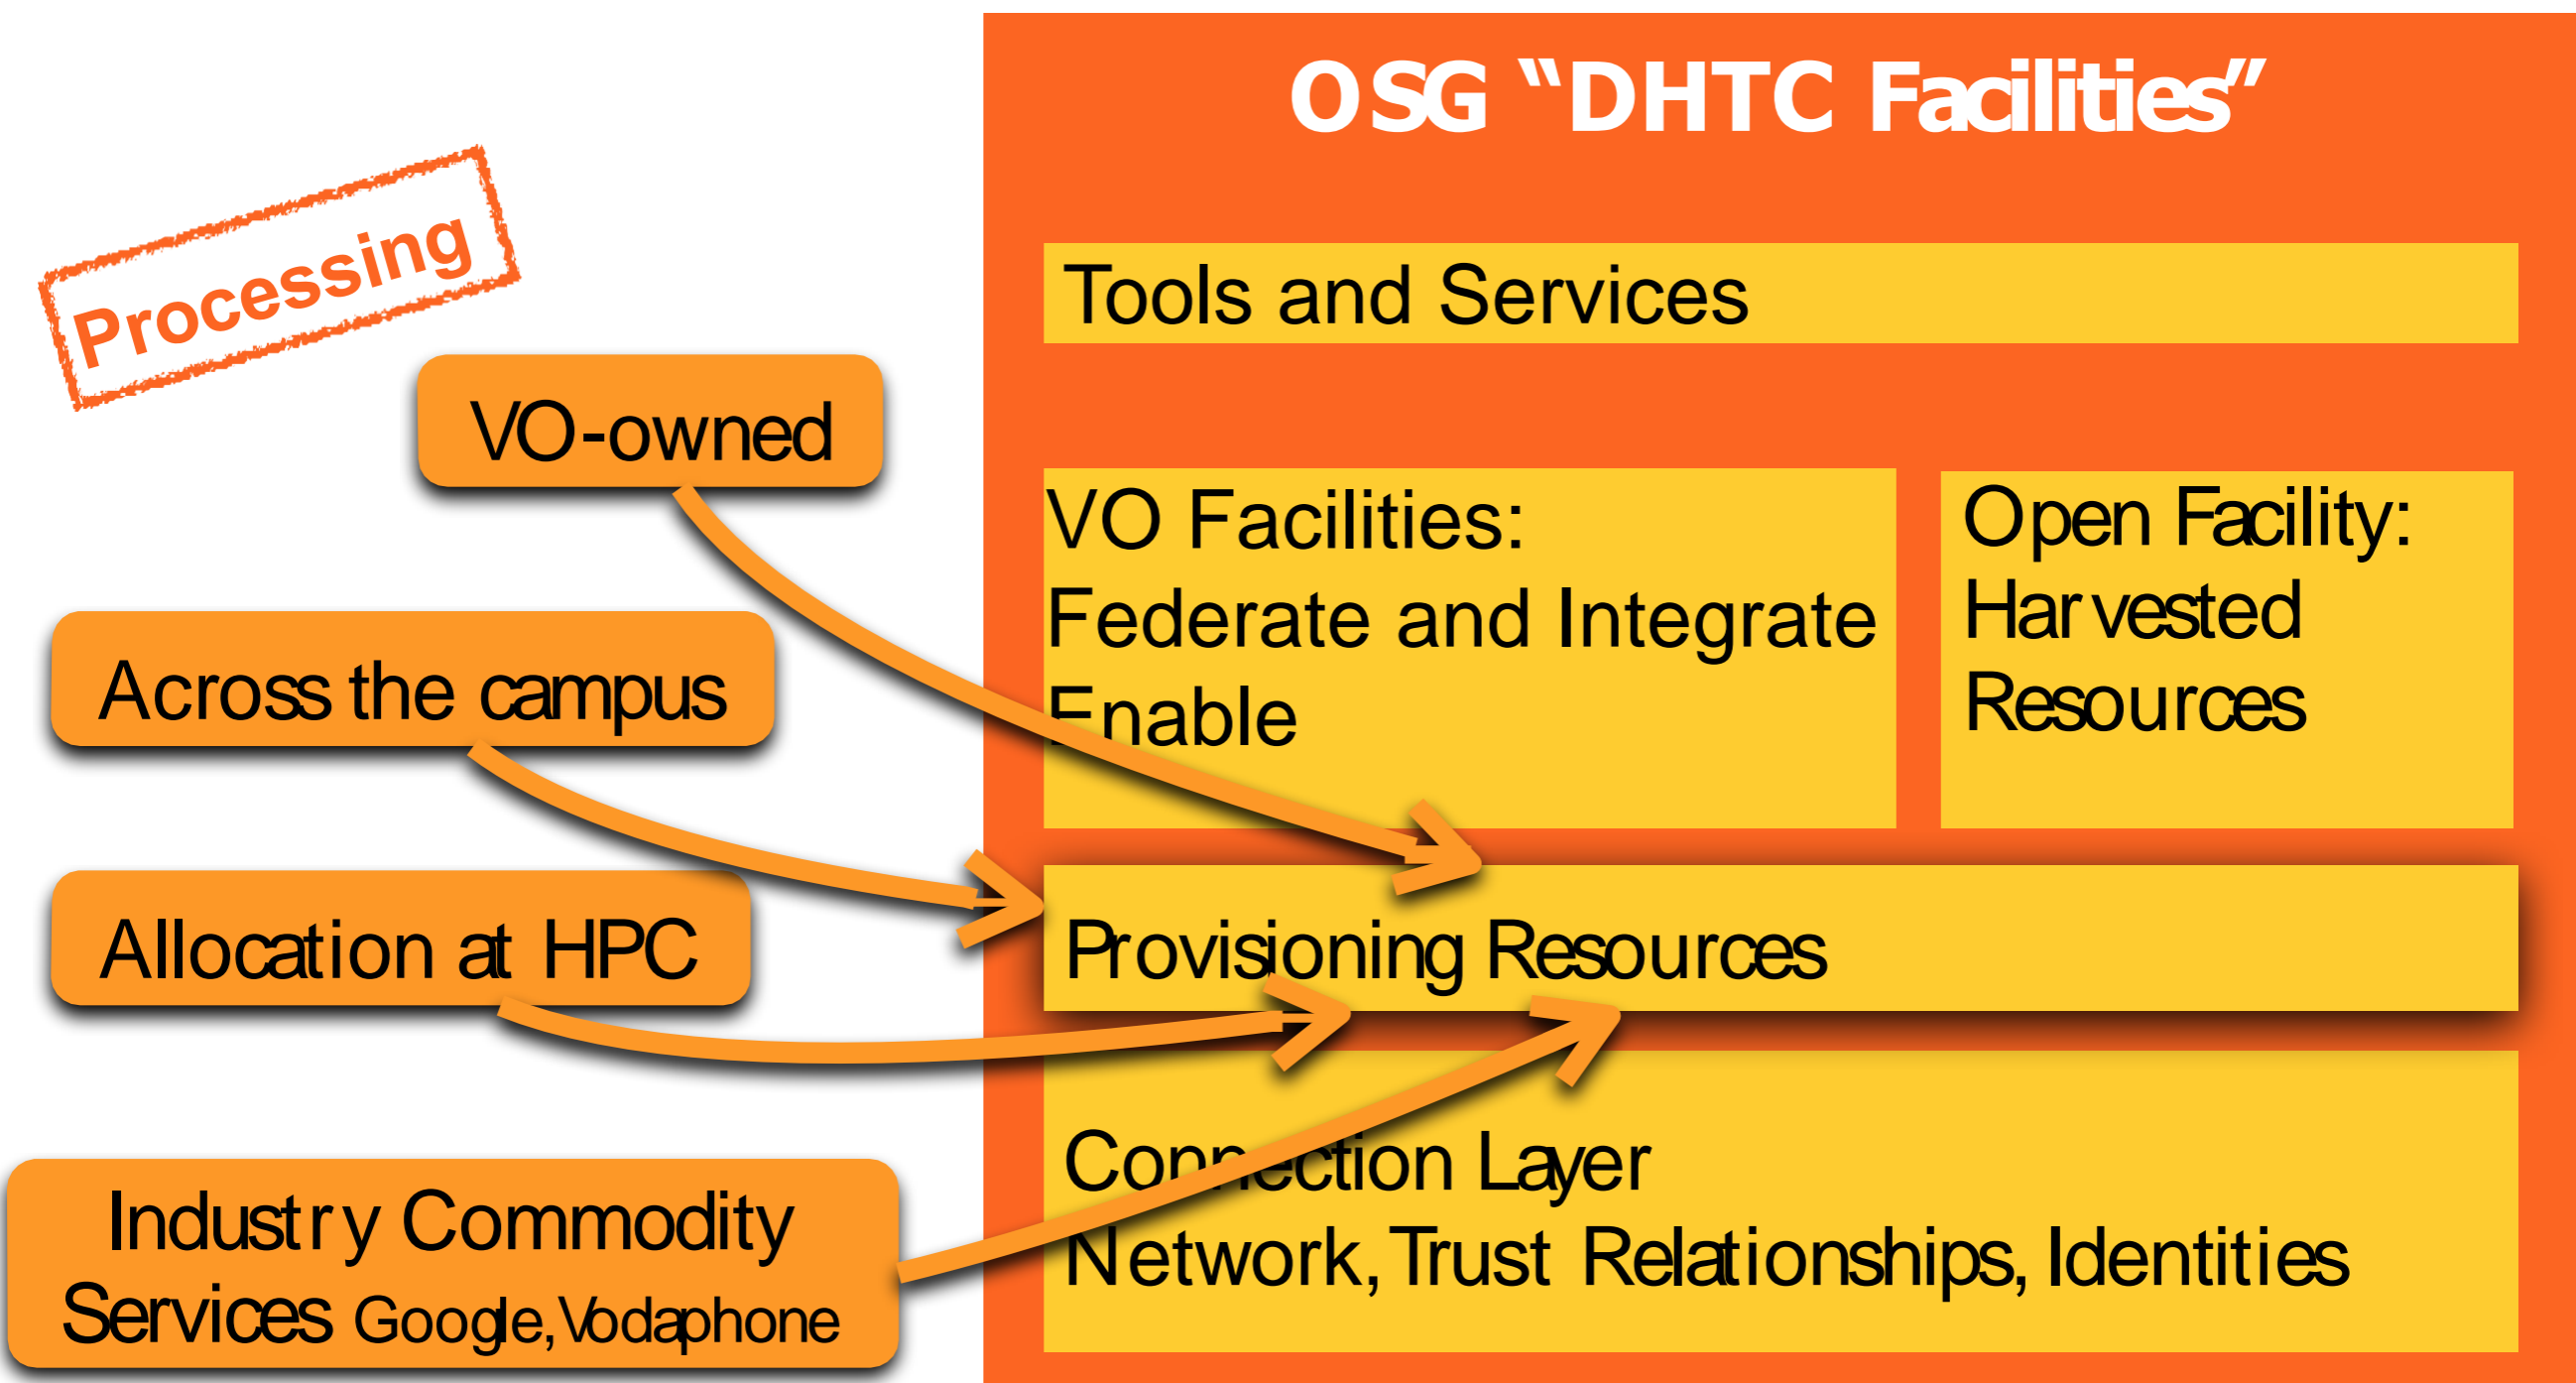 OSG “DHTC Facilities”
Processing
Tools and Services
VO-owned
VO Facilities:
Federate and Integrate
Enable
Open Facility:
Harvested
Resources
Across the campus
Allocation at HPC
Provisioning Resources
Industry Commodity
Services Google, Vodaphone
Connection Layer
Network, Trust Relationships, Identities